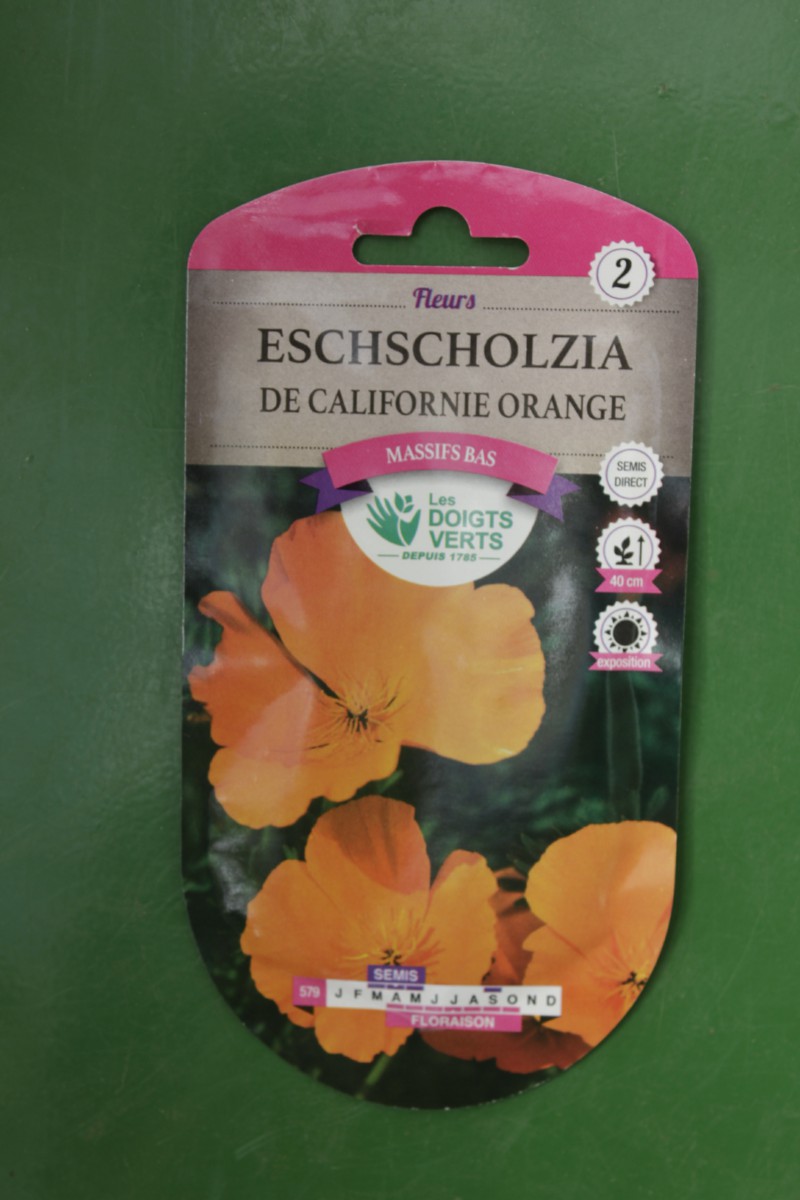 2
Fleurs
ESCHSCHOLZIA
DE CALIFORNIE ORANGE
MASSIFS BAS
SEMIS
DIRECT
Les
DOIGTS
VERTS
DEPUIS 1785
40 cm
exposition
SEMIS
579 J F M A M J J A S O N D
FLORAISON